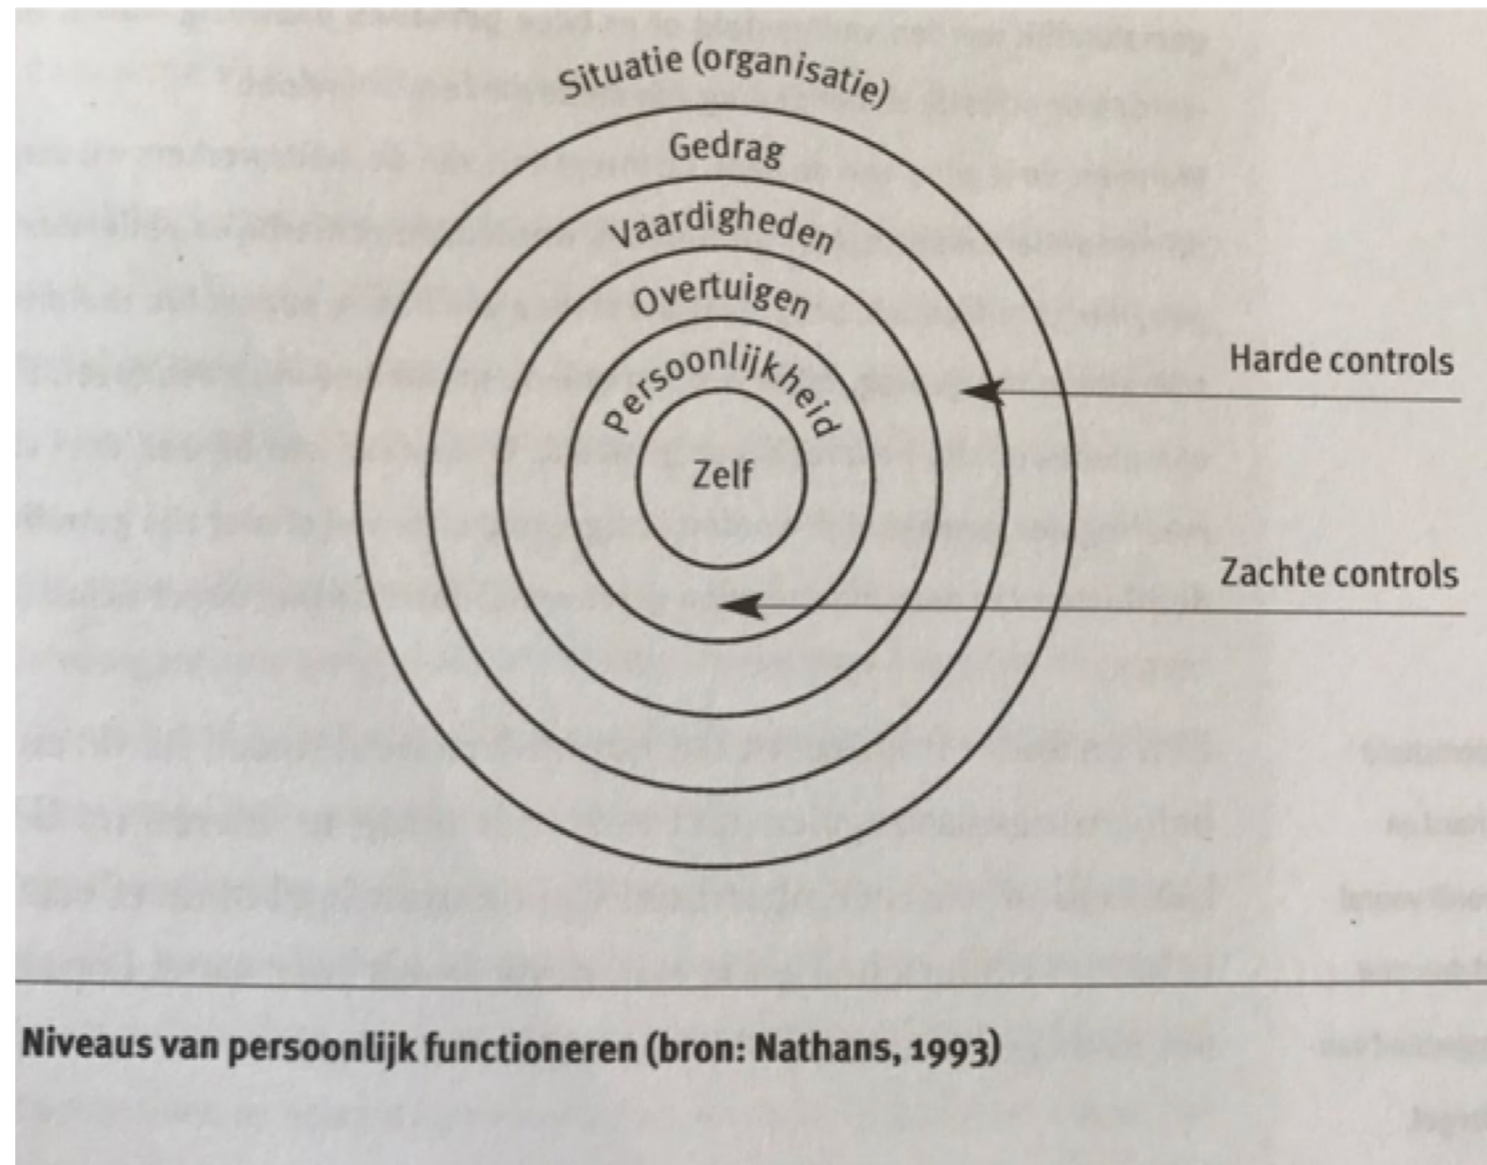 Situatie (organisatie)
Gedrag
Vaardigheden
Overtuigen
Persoonlijkheid
Zelf
Harde controls
Zachte controls
Niveaus van persoonlijk functioneren (bron: Nathans, 1993)